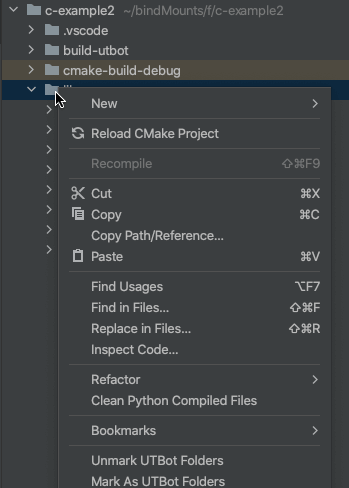 c-example2 ~/bindMounts/f/c-example2
.vscode
build-utbot
cmake-build-debug
New
Reload CMake Project
Recompile ⇧⌘F9
Cut ⌘X
Copy ⌘C
Copy Path/Reference...
Paste ⌘V
Find Usages ⌥F7
Find in Files... ⇧⌘F
Replace in Files... ⇧⌘R
Inspect Code...
Refactor
Clean Python Compiled Files
Bookmarks
Unmark UTBot Folders
Mark As UTBot Folders